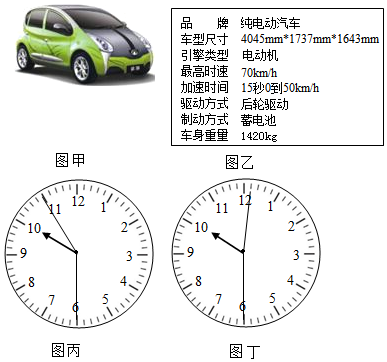 品 牌 纯电动汽车
车型尺寸 4045mm*1737mm*1643mm
引擎类型 电动机
最高时速 70km/h
加速时间 15秒0到50km/h
驱动方式 后轮驱动
制动方式 蓄电池
车身重量 1420kg
图甲
图乙
12
11 1
10 2
9 3
8 4
7 5
6
12
11 1
10 2
9 3
8 4
7 5
6
图丙
图丁